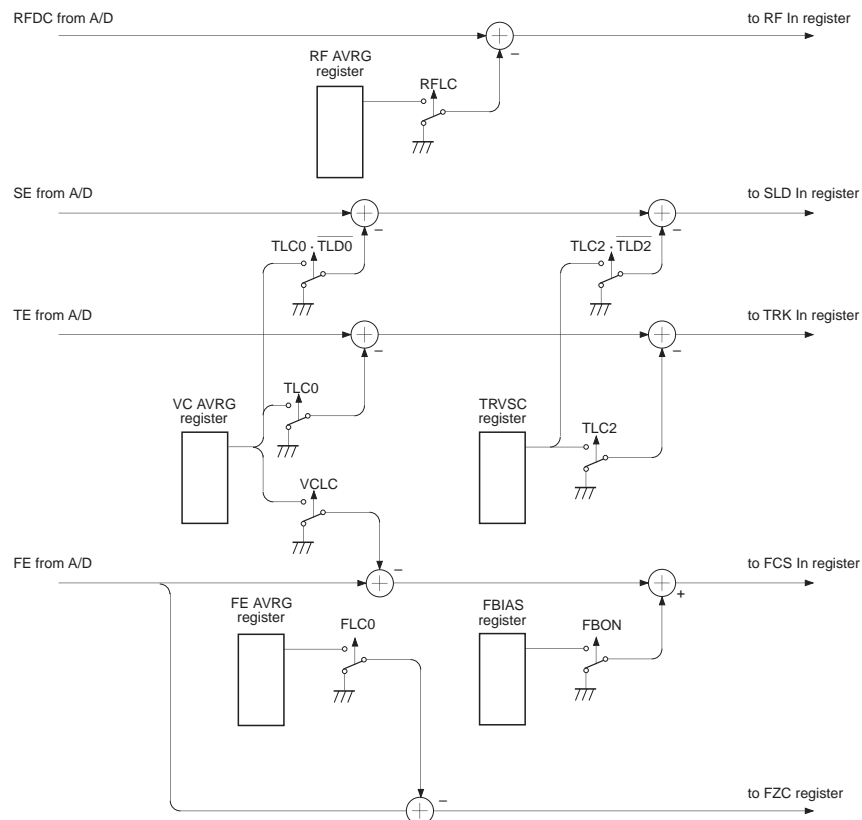 RFDC from A/D
to RF In register
RF AVRG
register
RFLC
–
SE from A/D
to SLD In register
–
–
TLC0 · T̅L̅D̅0̅
TLC2 · T̅L̅D̅2̅
TE from A/D
to TRK In register
–
–
TLC0
VC AVRG
register
TRVSC
register
TLC2
VCLC
FE from A/D
–
to FCS In register
+
FE AVRG
register
FLC0
FBIAS
register
FBON
to FZC register
–